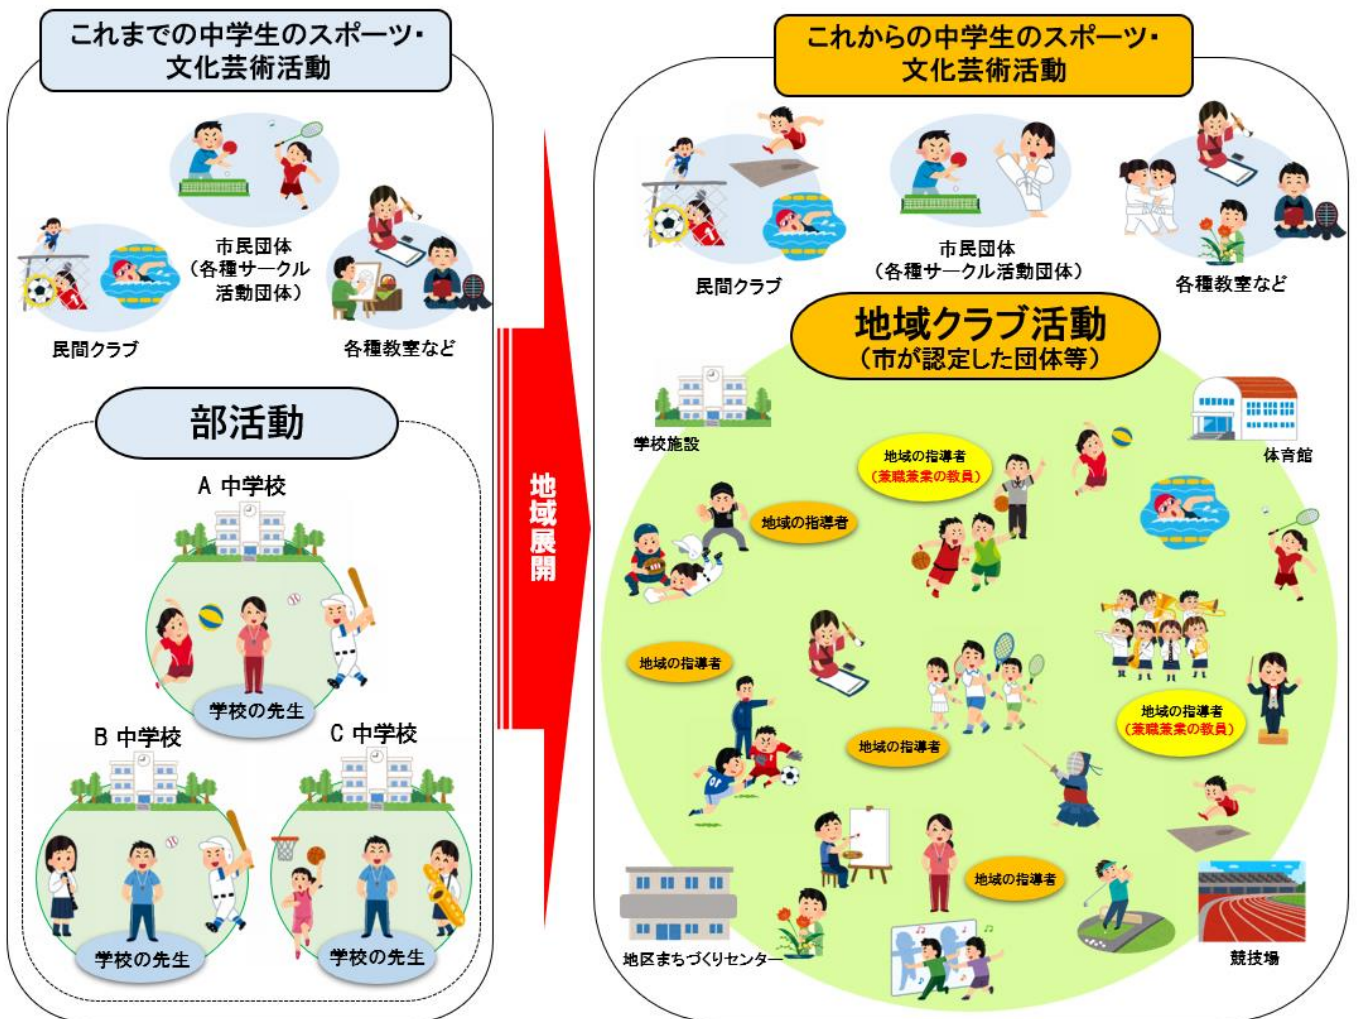 これまでの中学生のスポーツ・
文化芸術活動
市民団体
（各種サークル
活動団体）
民間クラブ
各種教室など
部活動
A 中学校
学校の先生
B 中学校
C 中学校
学校の先生
学校の先生
地域展開
これからの中学生のスポーツ・
文化芸術活動
民間クラブ
市民団体
（各種サークル活動団体）
各種教室など
地域クラブ活動
（市が認定した団体等）
学校施設
体育館
地域の指導者
（兼職兼業の教員）
地域の指導者
地域の指導者
地域の指導者
（兼職兼業の教員）
地域の指導者
地域の指導者
地区まちづくりセンター
競技場